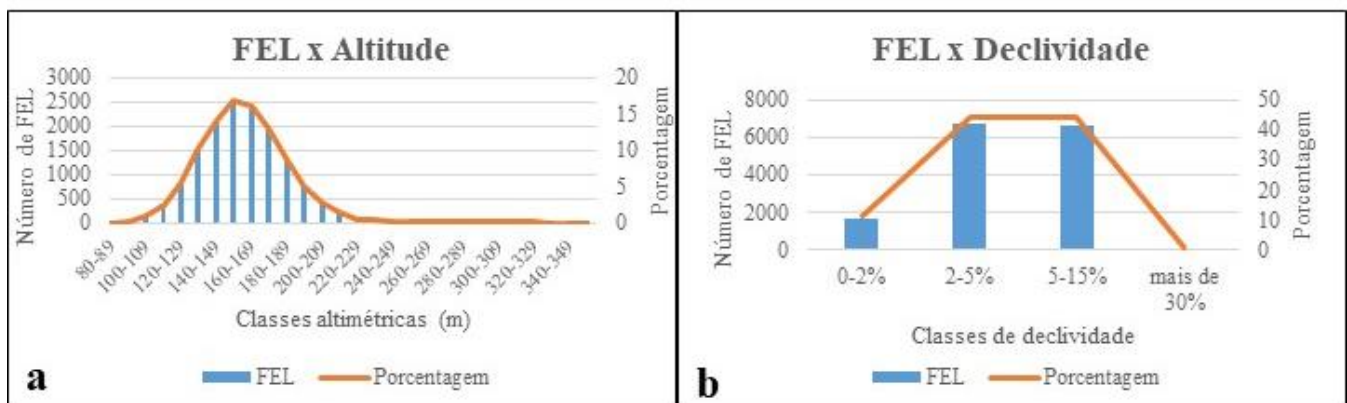 FEL x Altitude
Número de FEL
3000
2500
2000
1500
1000
500
0
20
15
10
5
0
Porcentagem
80-89
100-109
120-129
140-149
160-169
180-189
200-209
220-229
240-249
260-269
280-289
300-309
320-329
340-349
Classes altimétricas (m)
FEL
Porcentagem
a
FEL x Declividade
Número de FEL
8000
6000
4000
2000
0
50
40
30
20
10
0
Porcentagem
0-2%
2-5%
5-15%
mais de
30%
Classes de declividade
FEL
Porcentagem
b